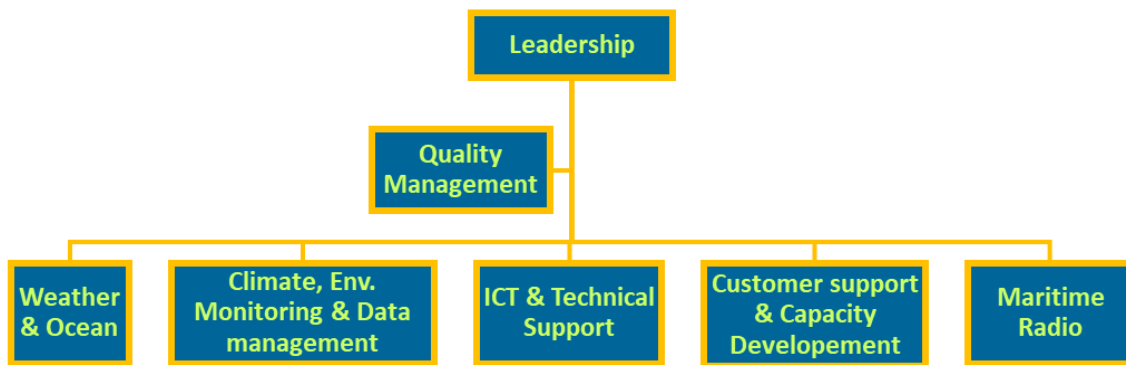 Leadership
Quality
Management
Weather
& Ocean
Climate, Env.
Monitoring & Data
management
ICT & Technical
Support
Customer support
& Capacity
Developement
Maritime
Radio